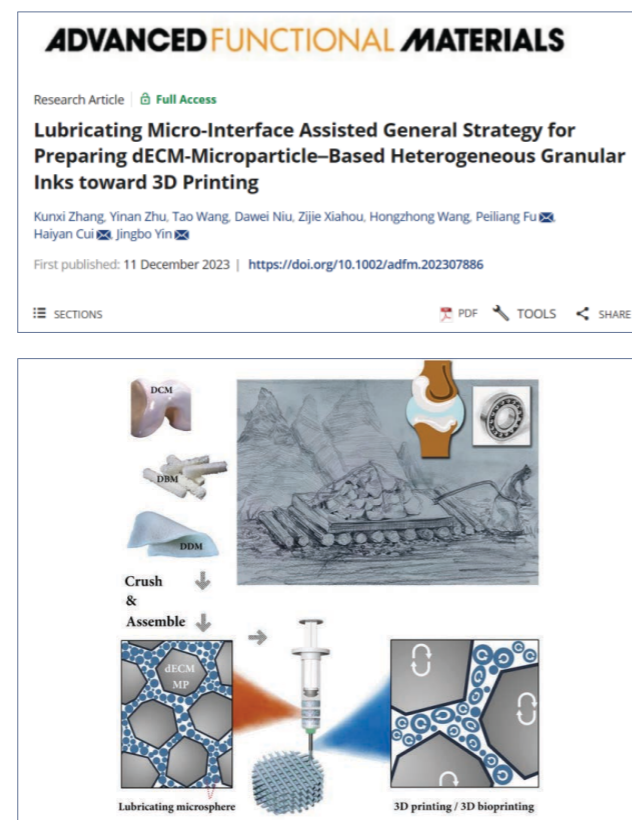 ADVANCED FUNCTIONAL MATERIALS
Research Article | Full Access
Lubricating Micro-Interface Assisted General Strategy for
Preparing dECM-Microparticle–Based Heterogeneous Granular
Inks toward 3D Printing
Kunxi Zhang, Yinan Zhu, Tao Wang, Dawei Niu, Zijie Xiahou, Hongzhong Wang, Peiliang Fu,
Haiyan Cui, Jingbo Yin
First published: 11 December 2023 | https://doi.org/10.1002/adfm.202307886
SECTIONS
PDF TOOLS SHARE
DCM
DBM
DDM
Crush
&
Assemble
dECM
MP
Lubricating microsphere
3D printing / 3D bioprinting